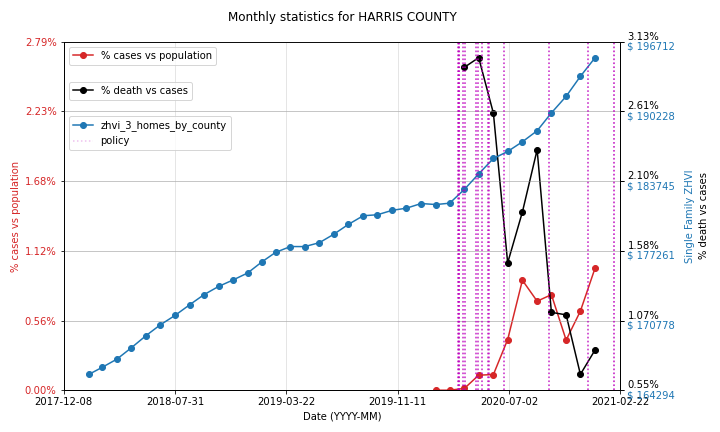 Monthly statistics for HARRIS COUNTY
% cases vs population
% death vs cases
zhvi_3_homes_by_county
policy
2.79%
2.23%
1.68%
1.12%
0.56%
0.00%
% cases vs population
3.13%
$ 196712
2.61%
$ 190228
2.10%
$ 183745
1.58%
$ 177261
1.07%
$ 170778
0.55%
$ 164294
Single Family ZHVI
% death vs cases
2017-12-08
2018-07-31
2019-03-22
2019-11-11
2020-07-02
2021-02-22
Date (YYYY-MM)